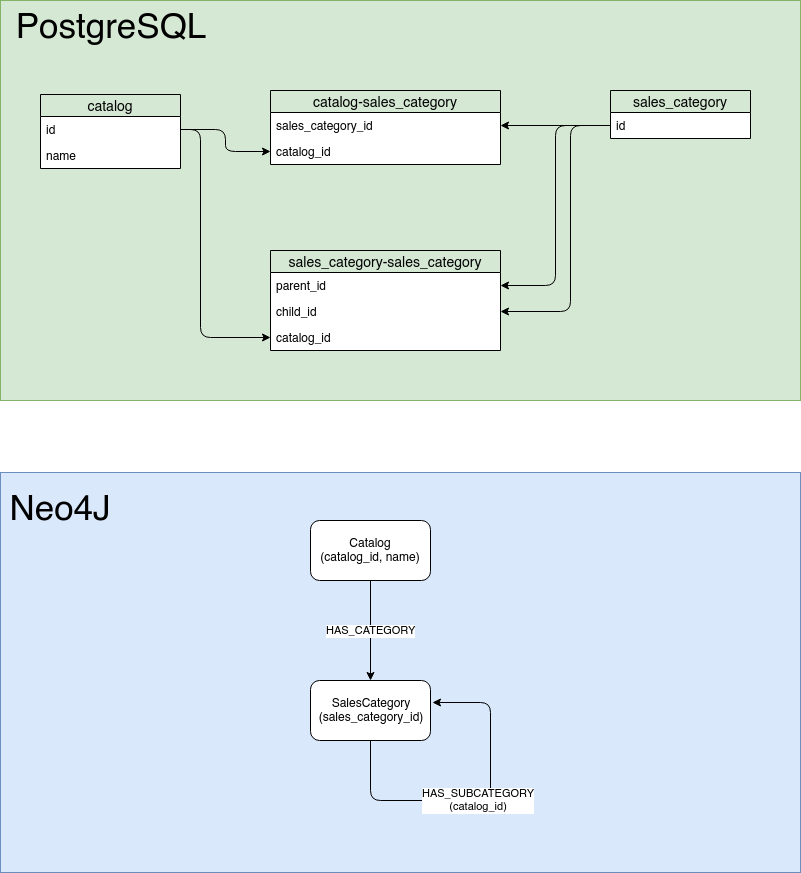 PostgreSQL
catalog
id
name
catalog-sales_category
sales_category_id
catalog_id
sales_category
id
sales_category-sales_category
parent_id
child_id
catalog_id
Neo4J
Catalog
(catalog_id, name)
HAS_CATEGORY
SalesCategory
(sales_category_id)
HAS_SUBCATEGORY
(catalog_id)